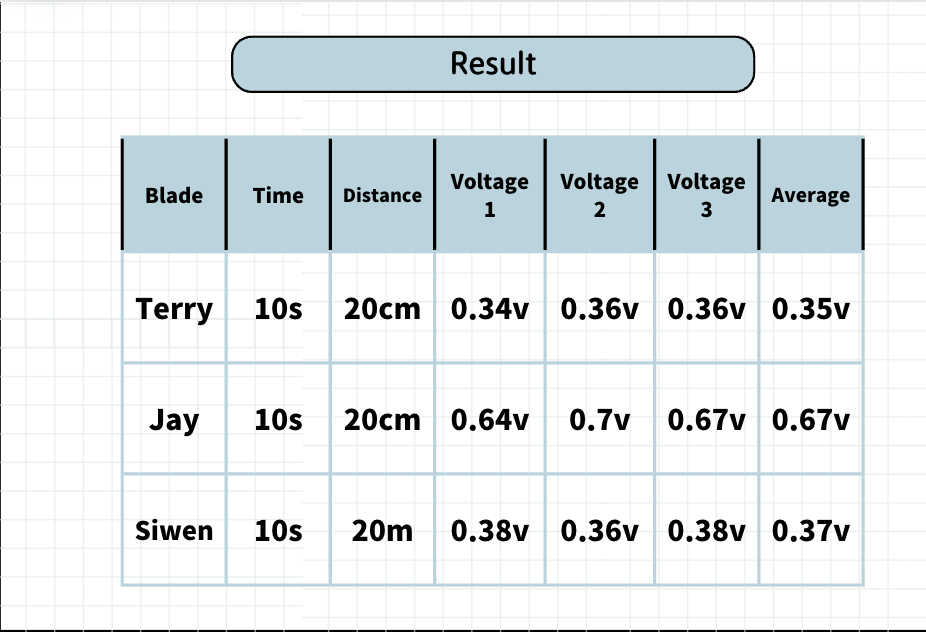 Result
Blade Time Distance Voltage 1 Voltage 2 Voltage 3 Average
Terry 10s 20cm 0.34v 0.36v 0.36v 0.35v
Jay 10s 20cm 0.64v 0.7v 0.67v 0.67v
Siwen 10s 20m 0.38v 0.36v 0.38v 0.37v